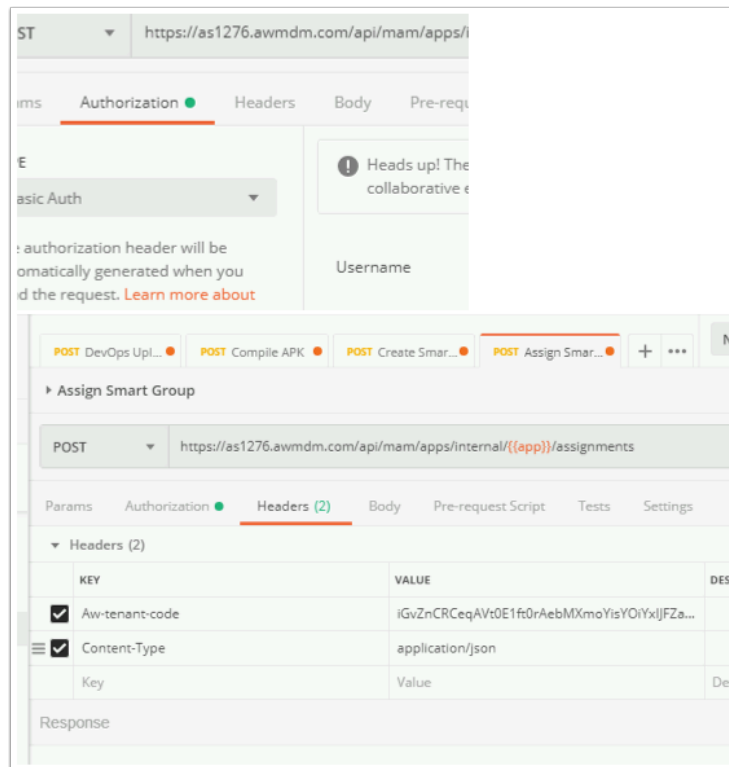 ST https://as1276.awmdm.com/api/mam/apps/i
ms Authorization Headers Body Pre-requ
E
asic Auth
Heads up! The
collaborative e
authorization header will be
omatically generated when you
d the request. Learn more about
Username
POST DevOps Upl... POST Compile APK POST Create Smar... POST Assign Smar... + ••• N
Assign Smart Group
POST https://as1276.awmdm.com/api/mam/apps/internal/{{app}}/assignments
Params Authorization Headers (2) Body Pre-request Script Tests Settings
Headers (2)
KEY VALUE DES
Aw-tenant-code iGvZnCRCeqAVt0E1ft0rAebMXmoYisYOiYxIJFZa...
Content-Type application/json
Key Value De
Response